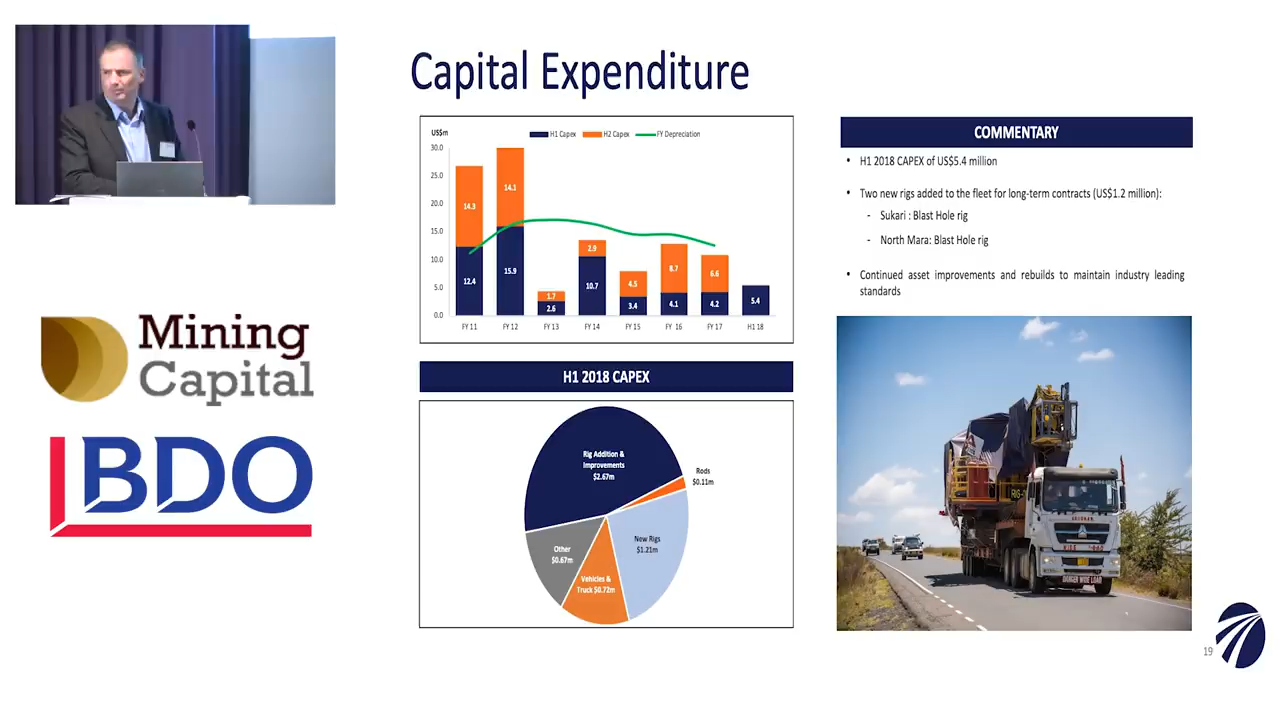 Capital Expenditure
US$m
H1 Capex
H2 Capex
FY Depreciation
30.0
25.0
20.0
15.0
10.0
5.0
0.0
14.3
12.4
14.1
15.9
1.7
2.6
2.9
10.7
4.5
3.4
8.7
4.1
6.6
4.2
5.4
FY 11
FY 12
FY 13
FY 14
FY 15
FY 16
FY 17
H1 18
H1 2018 CAPEX
Rig Addition &
Improvements
$2.67m
Rods
$0.11m
New Rigs
$1.21m
Vehicles &
Truck $0.72m
Other
$0.67m
COMMENTARY
• H1 2018 CAPEX of US$5.4 million
• Two new rigs added to the fleet for long-term contracts (US$1.2 million):
- Sukari : Blast Hole rig
- North Mara: Blast Hole rig
• Continued asset improvements and rebuilds to maintain industry leading
standards
DANGER WIDE LOAD
Mining
Capital
BDO
19